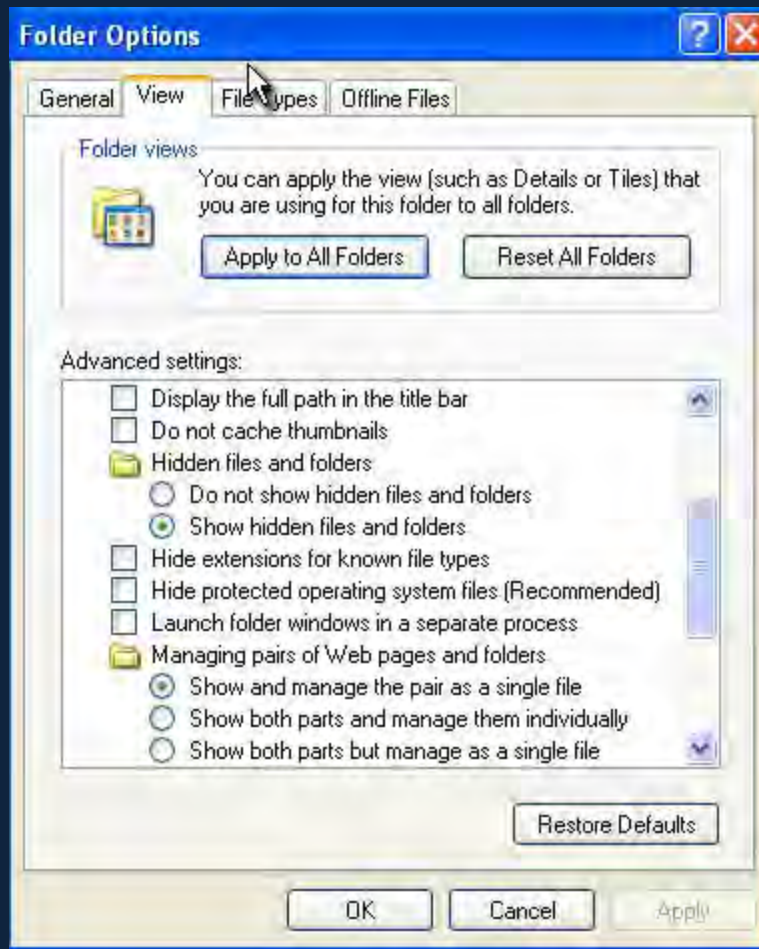 Folder Options
General View File Types Offline Files
Folder views
You can apply the view (such as Details or Tiles) that
you are using for this folder to all folders.
Apply to All Folders Reset All Folders
Advanced settings:
Display the full path in the title bar
Do not cache thumbnails
Hidden files and folders
Do not show hidden files and folders
Show hidden files and folders
Hide extensions for known file types
Hide protected operating system files (Recommended)
Launch folder windows in a separate process
Managing pairs of Web pages and folders
Show and manage the pair as a single file
Show both parts and manage them individually
Show both parts but manage as a single file
Restore Defaults
OK Cancel Apply